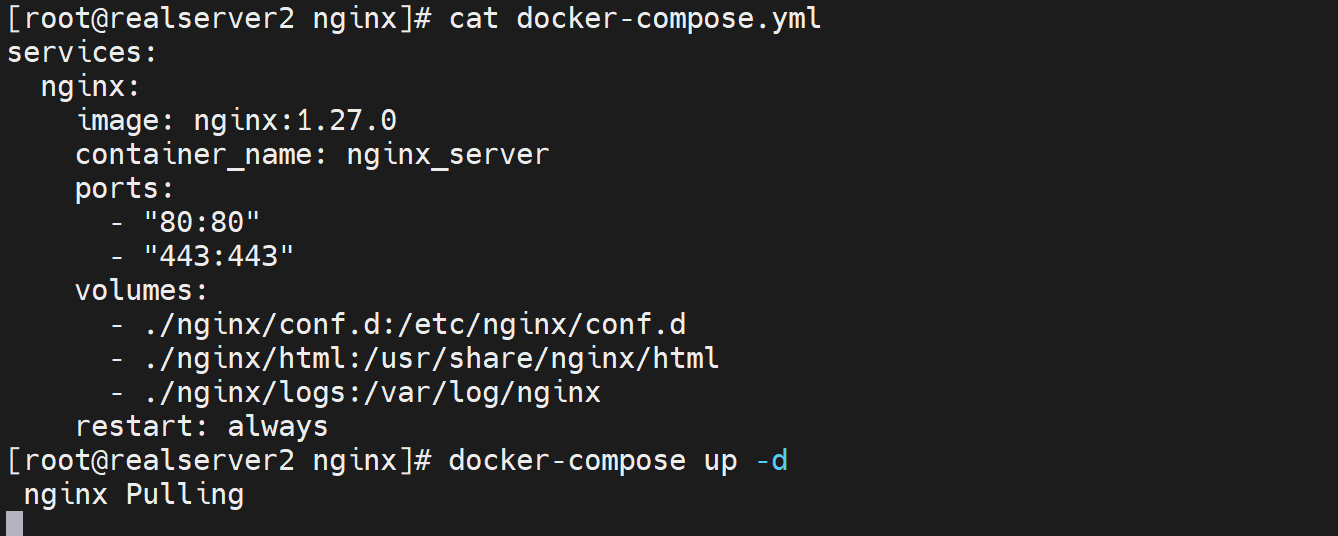 [root@realserver2 nginx]# cat docker-compose.yml
services:
  nginx:
    image: nginx:1.27.0
    container_name: nginx_server
    ports:
      - "80:80"
      - "443:443"
    volumes:
      - ./nginx/conf.d:/etc/nginx/conf.d
      - ./nginx/html:/usr/share/nginx/html
      - ./nginx/logs:/var/log/nginx
    restart: always
[root@realserver2 nginx]# docker-compose up -d
 nginx Pulling